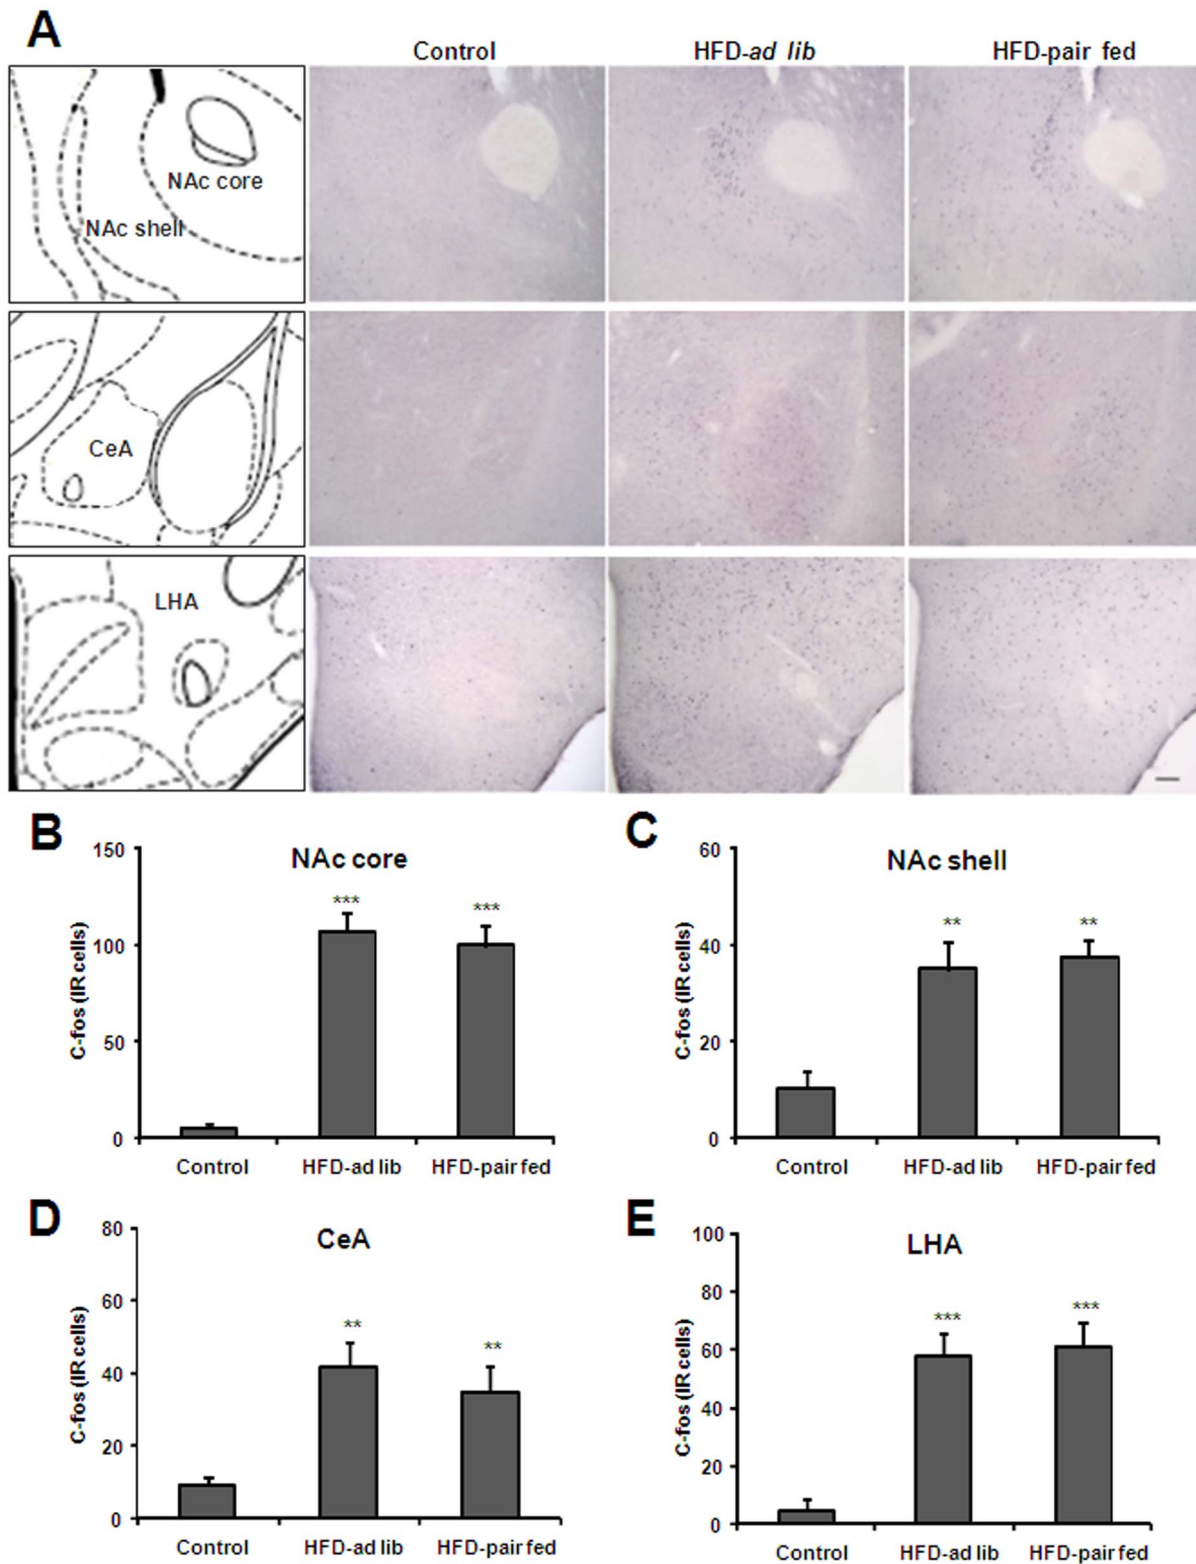 A
Control HFD-ad lib HFD-pair fed
NAc core
NAc shell
CeA
LHA
B
NAc core
C-fos (IR cells)
150
100
50
0
***
***
Control HFD-ad lib HFD-pair fed
C
NAc shell
C-fos (IR cells)
60
40
20
0
**
**
Control HFD-ad lib HFD-pair fed
D
CeA
C-fos (IR cells)
80
60
40
20
0
**
**
Control HFD-ad lib HFD-pair fed
E
LHA
C-fos (IR cells)
100
80
60
40
20
0
***
***
Control HFD-ad lib HFD-pair fed